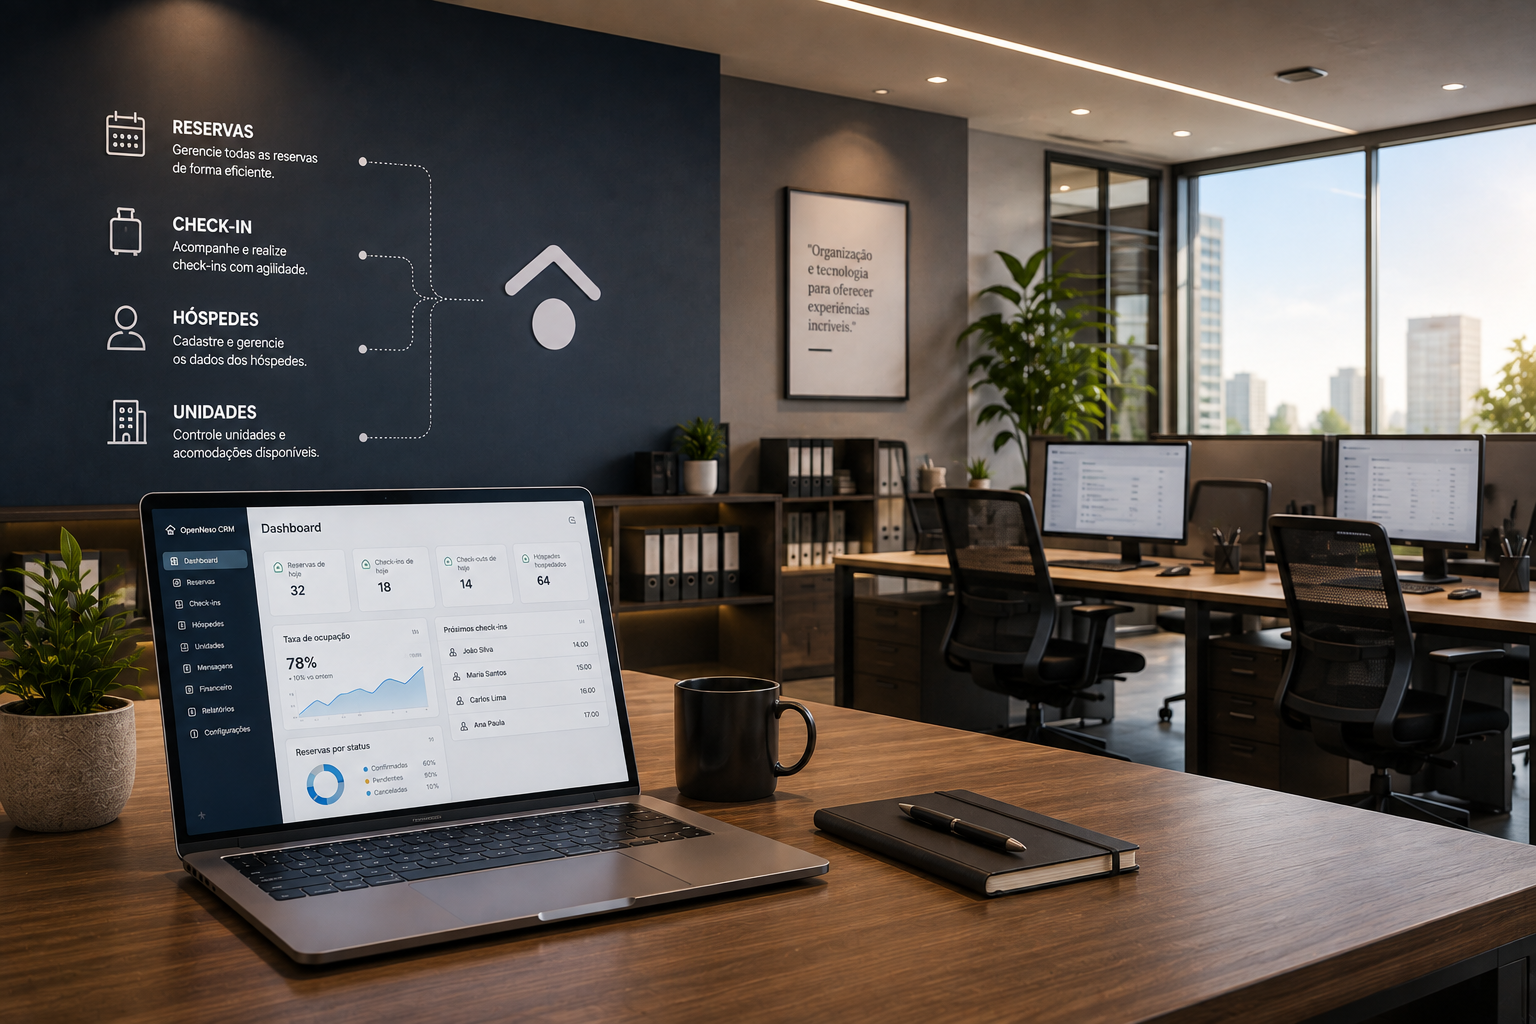 RESERVAS
Gerencie todas as reservas
de forma eficiente.
CHECK-IN
Acompanhe e realize
check-ins com agilidade.
HÓSPEDES
Cadastre e gerencie
os dados dos hóspedes.
UNIDADES
Controle unidades e
acomodações disponíveis.
"Organização
e tecnologia
para oferecer
experiências
incríveis."
OpenNeso CRM
Dashboard
Reservas
Check-ins
Hóspedes
Unidades
Mensagens
Financeiro
Relatórios
Configurações
Dashboard
Reservas de
hoje
32
Check-ins de
hoje
18
Check-outs de
hoje
14
Hóspedes
hospedados
64
Taxa de ocupação
78%
Próximos check-ins
João Silva 14.00
Maria Santos 15:00
Carlos Lima 16.00
Ana Paula 17.00
Reservas por status
Confirmadas 60%
Pendentes
Canceladas 10%